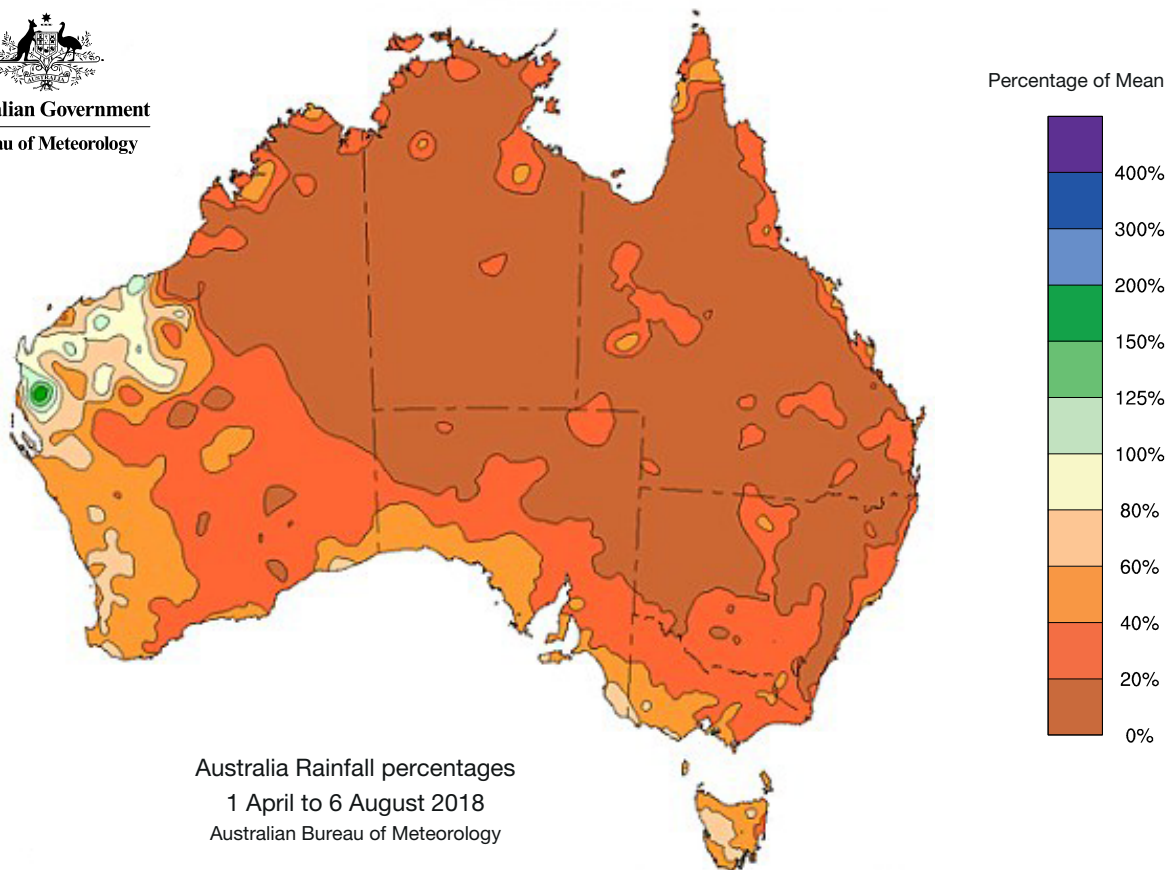 AUSTRALIA
alian Government
au of Meteorology
Percentage of Mean
400%
300%
200%
150%
125%
100%
80%
60%
40%
20%
0%
Australia Rainfall percentages
1 April to 6 August 2018
Australian Bureau of Meteorology